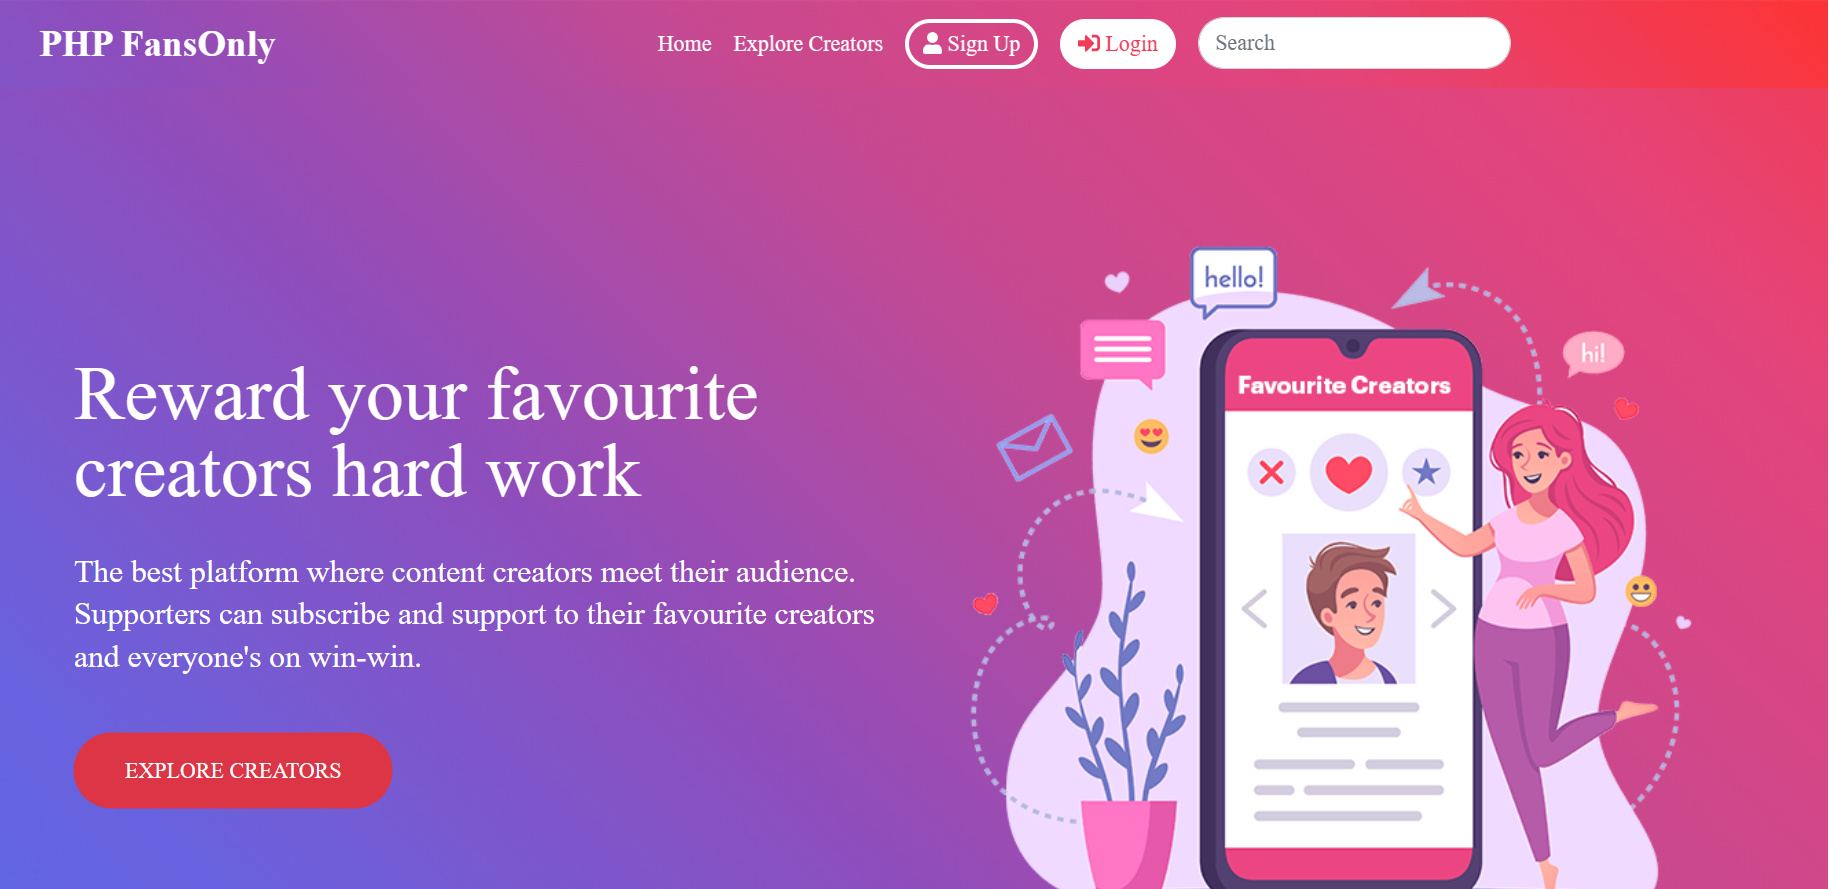 PHP FansOnly
Home
Explore Creators
Sign Up
Login
Search
Reward your favourite
creators hard work
The best platform where content creators meet their audience.
Supporters can subscribe and support to their favourite creators
and everyone's on win-win.
EXPLORE CREATORS
hello!
hi!
Favourite Creators